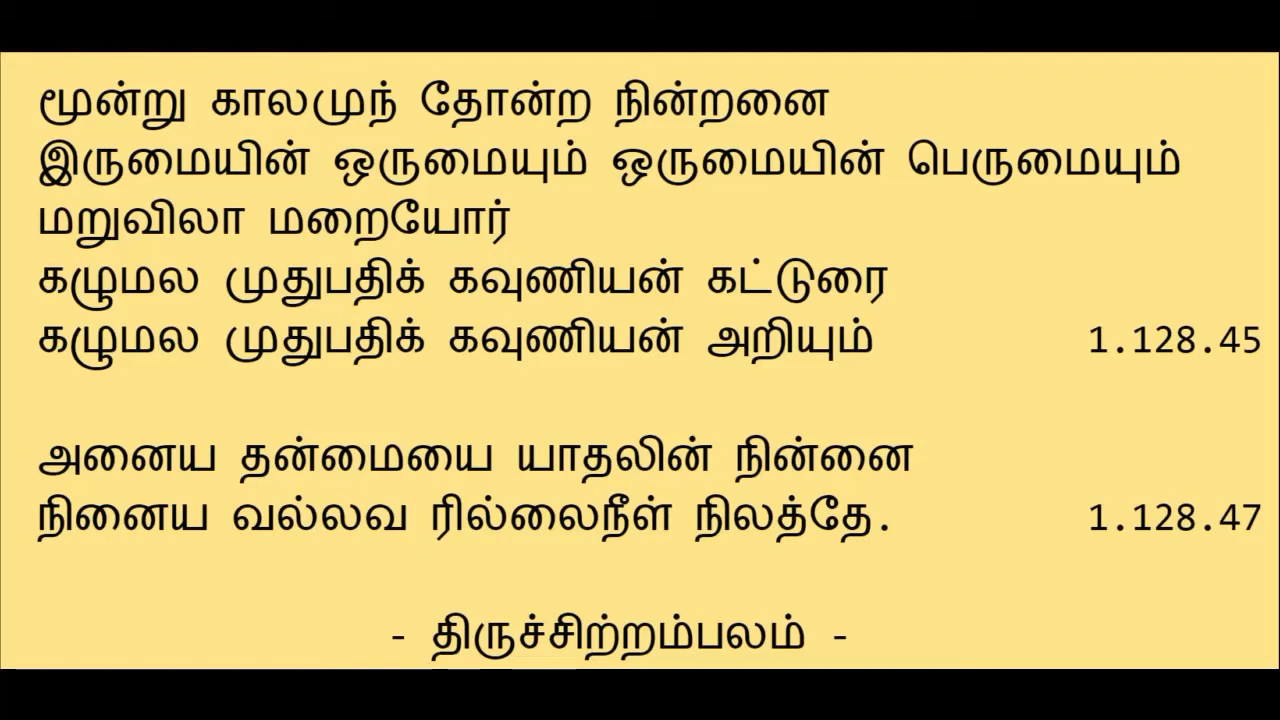 மூன்று காலமுந் தோன்ற நின்றனை
இருமையின் ஒருமையும் ஒருமையின் பெருமையும்
மறுவிலா மறையோர்
கழுமல முதுபதிக் கவுணியன் கட்டுரை
கழுமல முதுபதிக் கவுணியன் அறியும் 1.128.45
அனைய தன்மையை யாதலின் நின்னை
நினைய வல்லவ ரில்லைநீள் நிலத்தே. 1.128.47
- திருச்சிற்றம்பலம் -